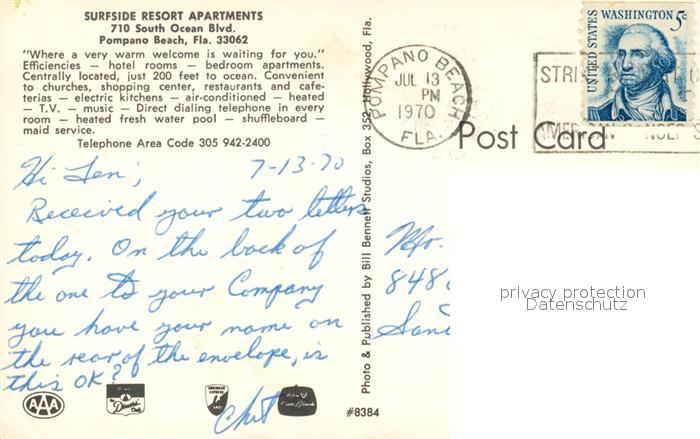 SURFSIDE RESORT APARTMENTS
710 South Ocean Blvd.
Pompano Beach, Fla. 33062
"Where a very warm welcome is waiting for you."
Efficiencies — hotel rooms — bedroom apartments.
Centrally located, just 200 feet to ocean. Convenient
to churches, shopping center, restaurants and cafe-
terias — electric kitchens — air-conditioned — heated
— T.V. — music — Direct dialing telephone in every
room — heated fresh water pool — shuffleboard —
maid service.
Telephone Area Code 305 942-2400
Hi Len; 7-13-70
Received your two letters
today. On the back of
the one to your Company
you have your name on
the rear of the envelope, is
this OK?
Chet
AAA
#8384
Photo & Published by Bill Bennett Studios, Box 352, Hollywood, Fla.
POMPANO BEACH
JUL 13
PM
1970
FLA.
Post Card
UNITED STATES
WASHINGTON 5c
STRIK
AMERICAN
Mr.
848
privacy protection
Datenschutz